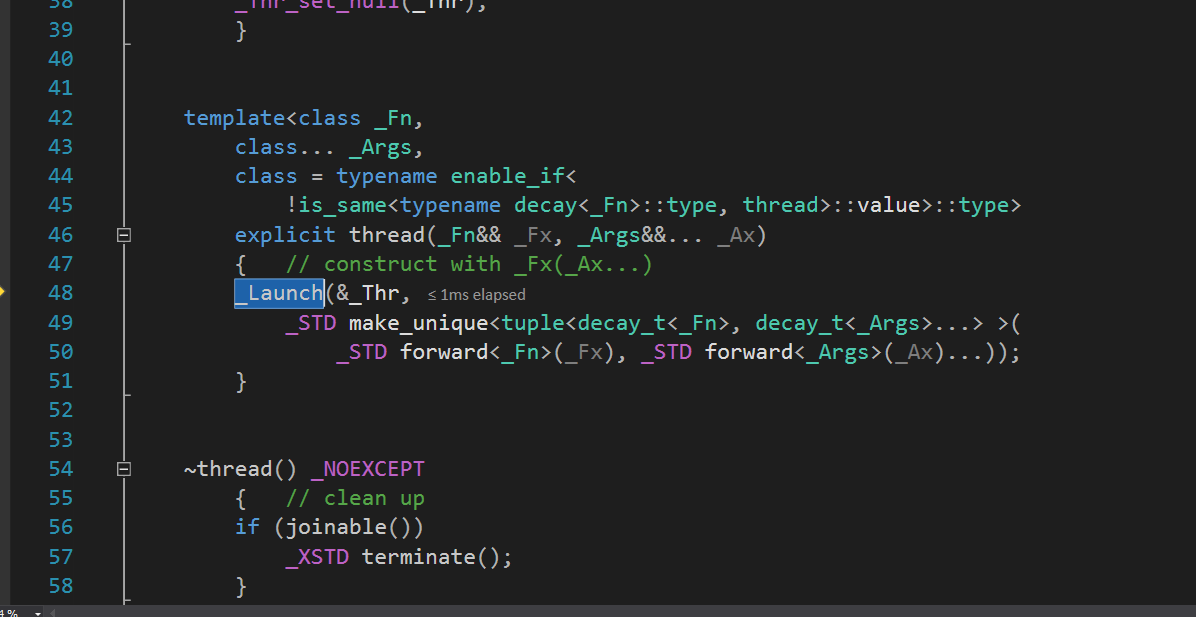 38 _Thr_set_null(_Thr);
39 }
40
41
42 template<class _Fn,
43 class... _Args,
44 class = typename enable_if<
45 !is_same<typename decay<_Fn>::type, thread>::value>::type>
46 explicit thread(_Fn&& _Fx, _Args&&... _Ax)
47 { // construct with _Fx(_Ax...)
48 _Launch(&_Thr, ≤ 1ms elapsed
49 _STD make_unique<tuple<decay_t<_Fn>, decay_t<_Args>...> >(
50 _STD forward<_Fn>(_Fx), _STD forward<_Args>(_Ax)...));
51 }
52
53
54 ~thread() _NOEXCEPT
55 { // clean up
56 if (joinable())
57 _XSTD terminate();
58 }
4 %